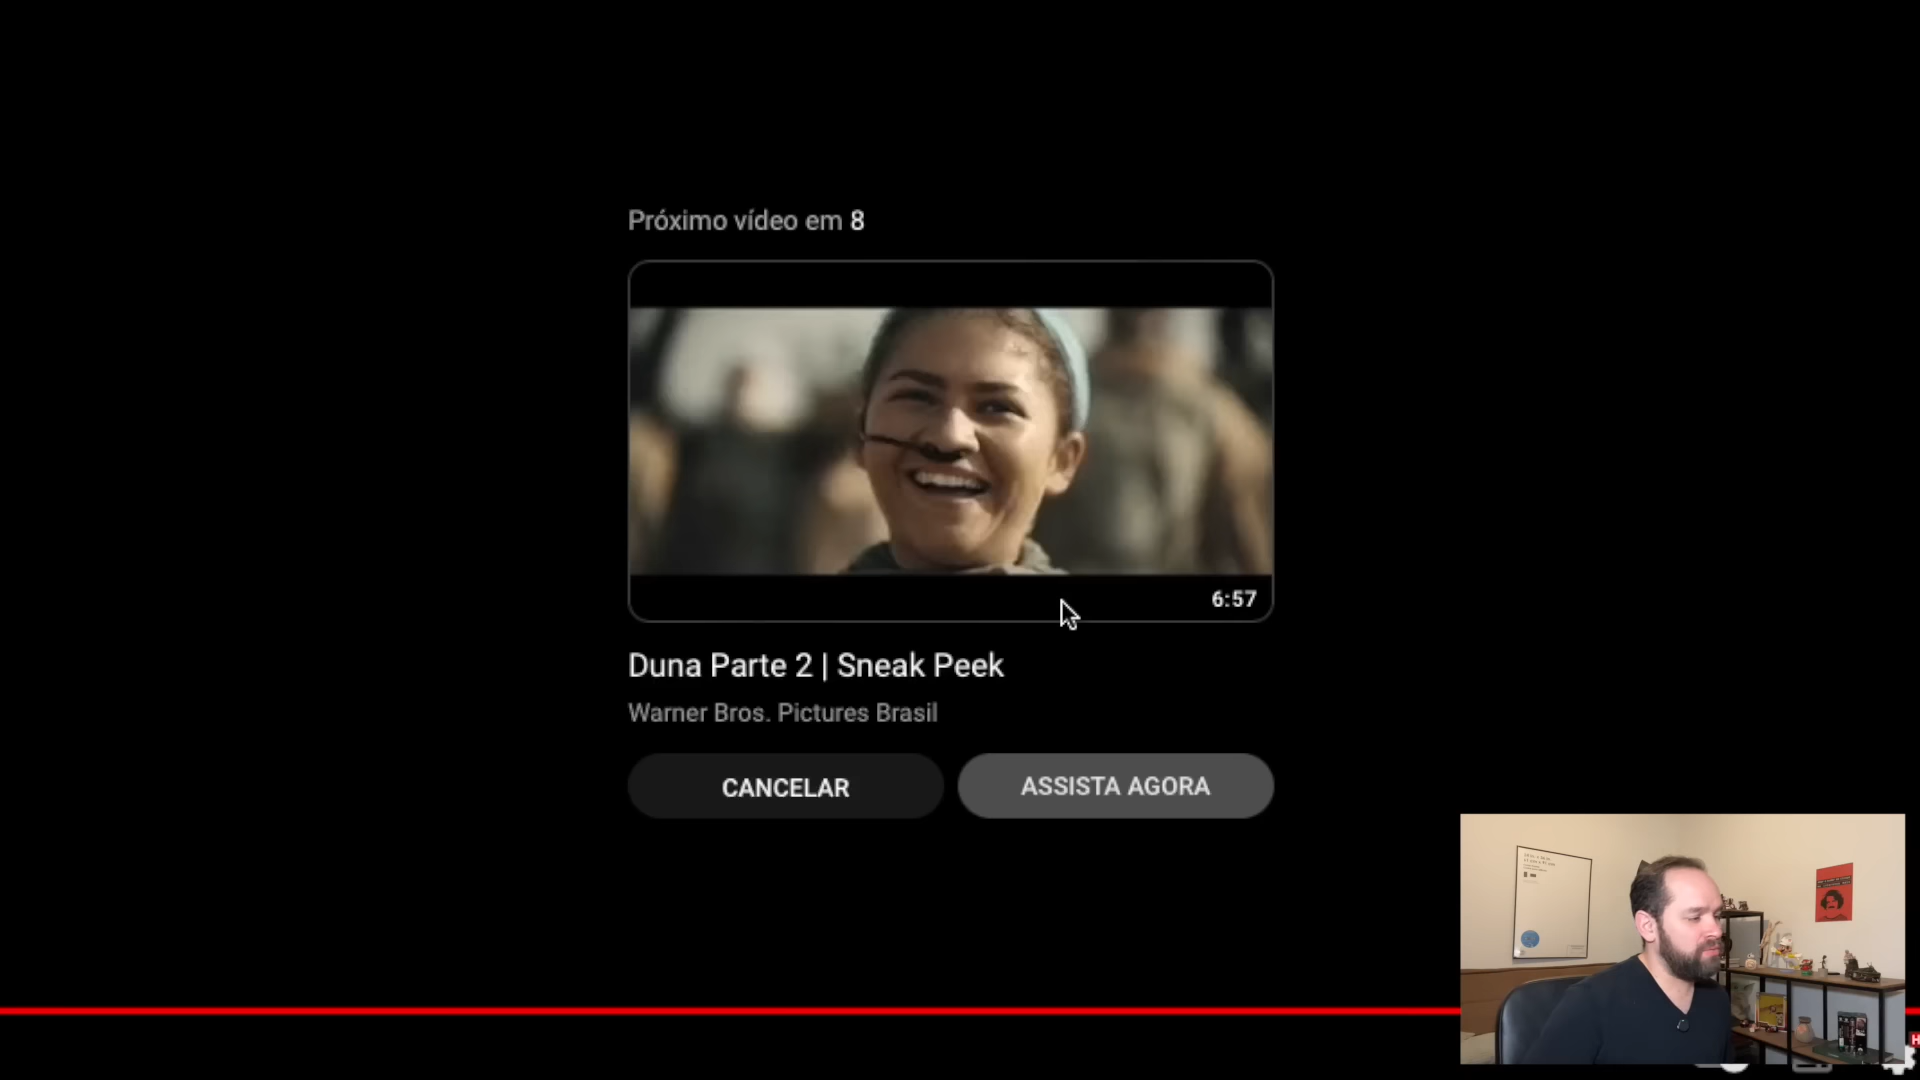 Próximo vídeo em 8
6:57
Duna Parte 2 | Sneak Peek
Warner Bros. Pictures Brasil
CANCELAR
ASSISTA AGORA